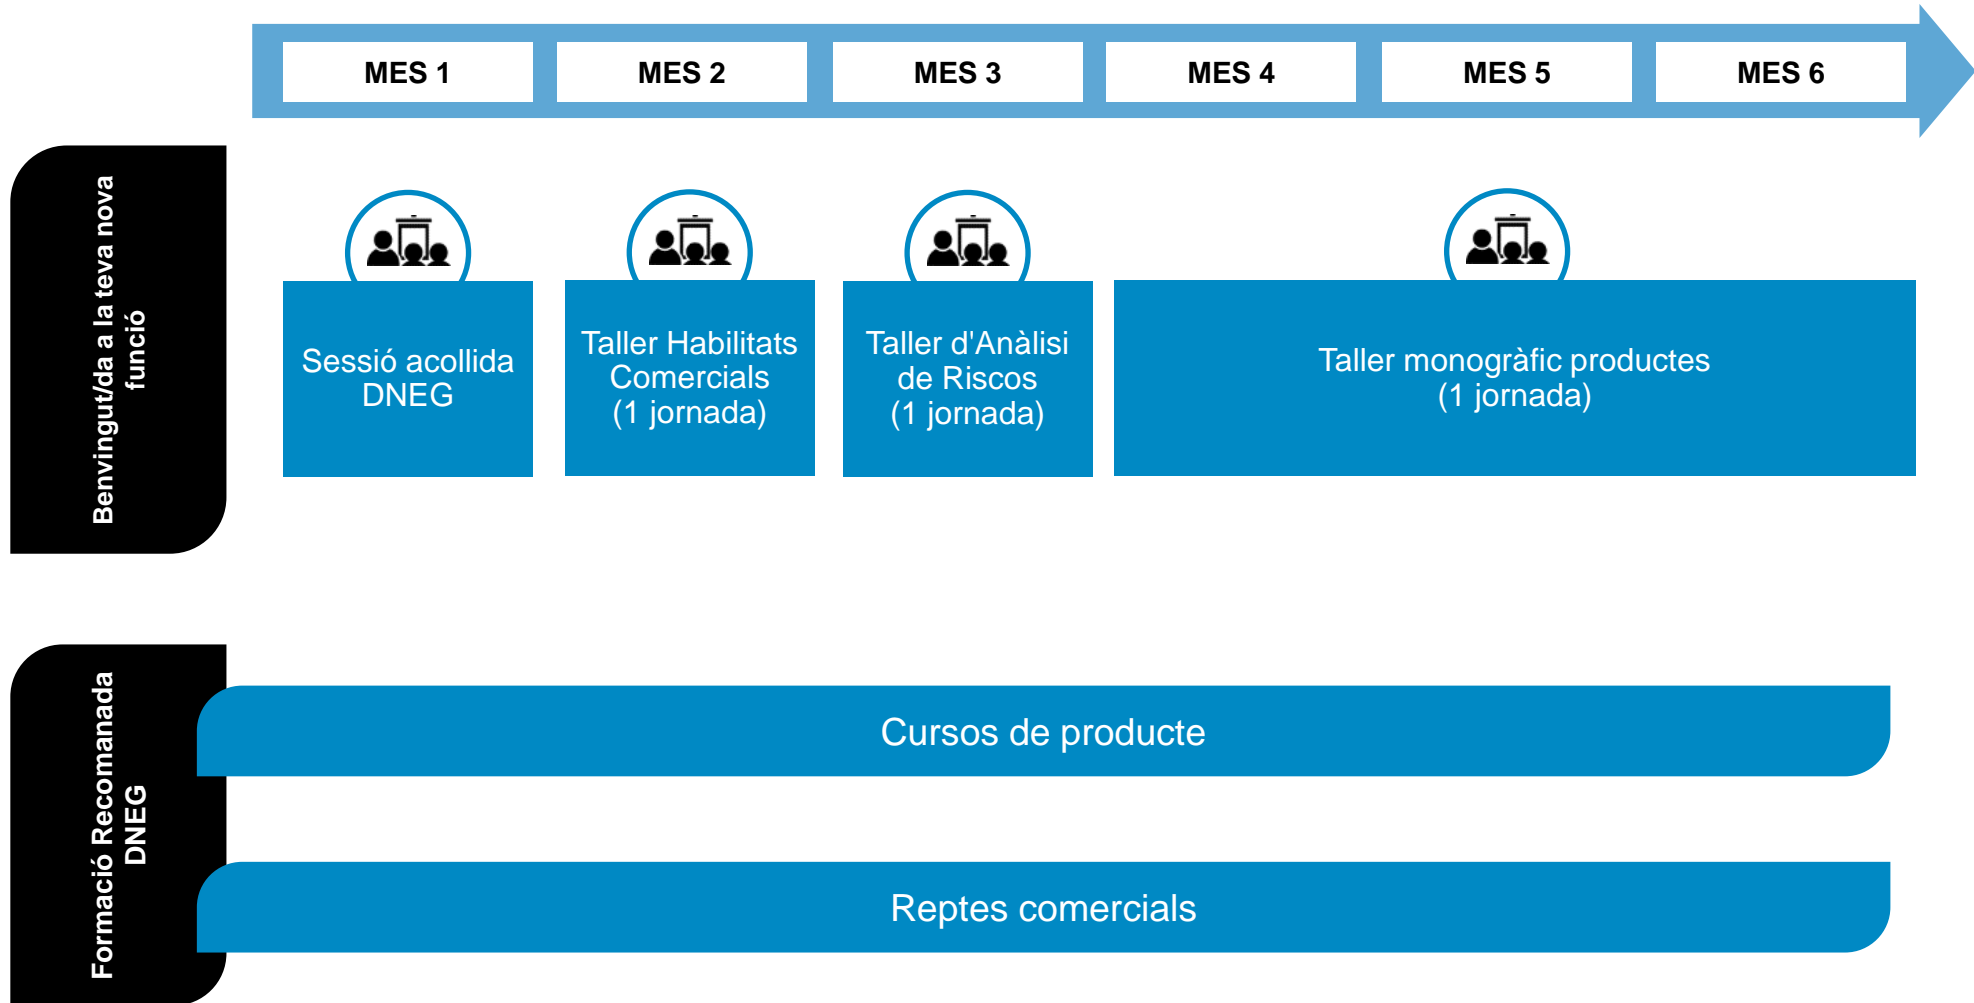 MES 1
MES 2
MES 3
MES 4
MES 5
MES 6
Benvingut/da a la teva nova
funció
Sessió acollida
DNEG
Taller Habilitats
Comercials
(1 jornada)
Taller d'Anàlisi
de Riscos
(1 jornada)
Taller monogràfic productes
(1 jornada)
Formació Recomanada
DNEG
Cursos de producte
Reptes comercials